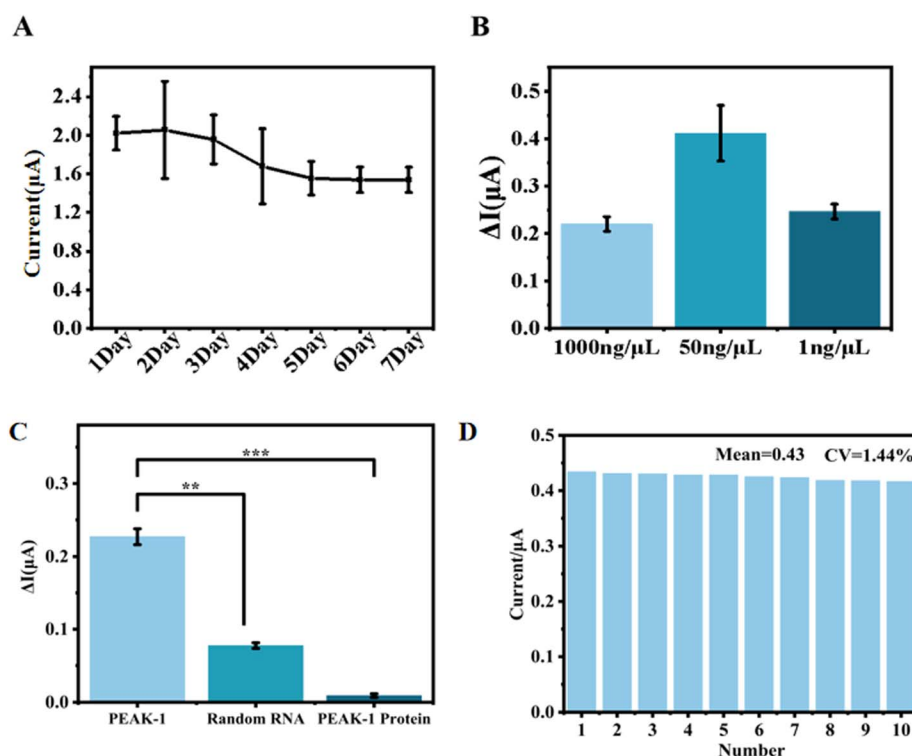 A
Current(μA)
2.4
2.0
1.6
1.2
0.8
0.4
0.0
1Day 2Day 3Day 4Day 5Day 6Day 7Day
B
ΔI(μA)
0.5
0.4
0.3
0.2
0.1
0.0
1000ng/μL 50ng/μL 1ng/μL
C
ΔI(μA)
0.3
0.2
0.1
0.0
***
**
PEAK-1 Random RNA PEAK-1 Protein
D
Current/μA
0.5
0.4
0.3
0.2
0.1
0.0
Mean=0.43 CV=1.44%
1 2 3 4 5 6 7 8 9 10
Number